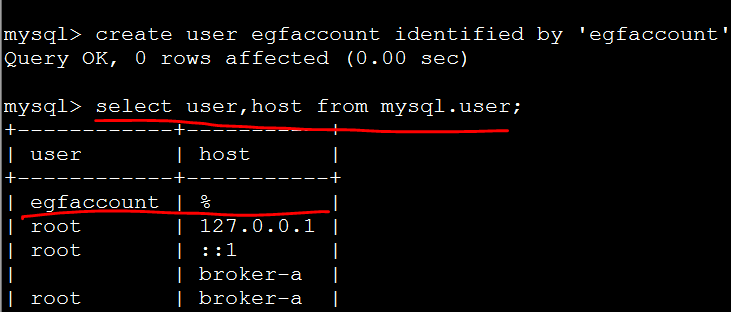 mysql> create user egfaccount identified by 'egfaccount'
Query OK, 0 rows affected (0.00 sec)
mysql> select user,host from mysql.user;
+------------+-----------+
| user       | host      |
+------------+-----------+
| egfaccount | %         |
| root       | 127.0.0.1 |
| root       | ::1       |
|            | broker-a  |
| root       | broker-a  |